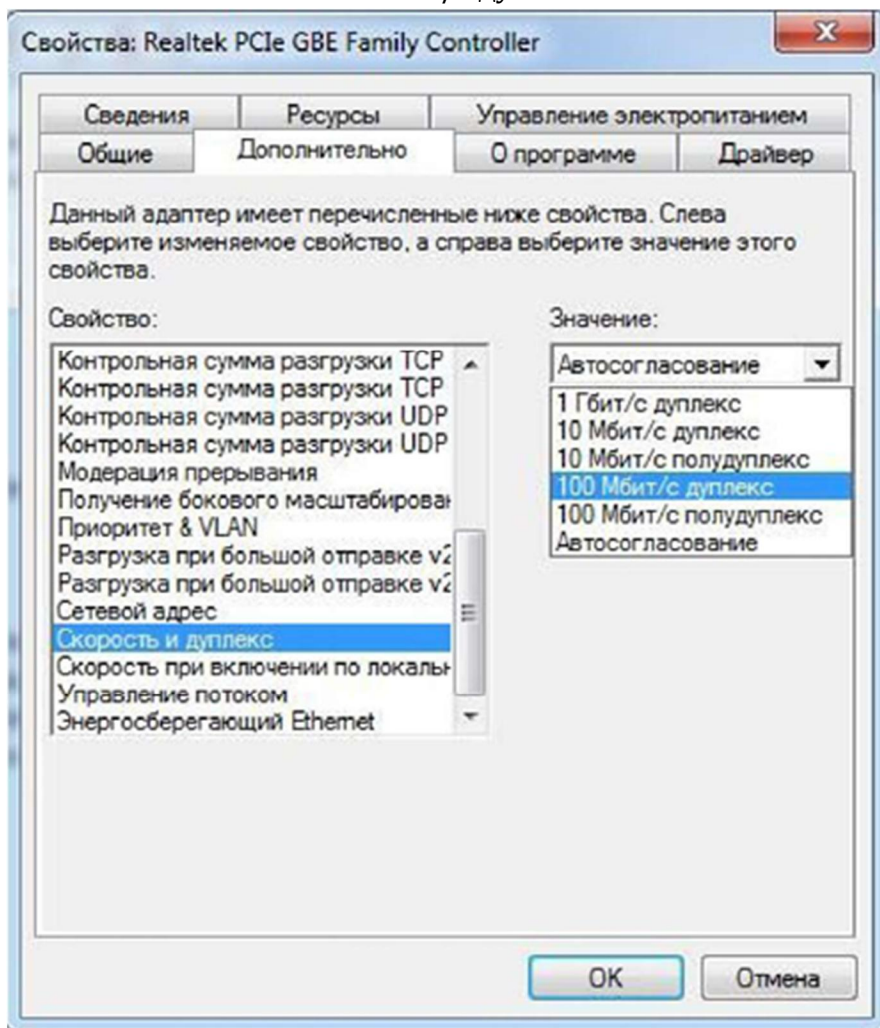 Свойства: Realtek PCIe GBE Family Controller
Сведения
Ресурсы
Управление электропитанием
Общие
Дополнительно
О программе
Драйвер
Данный адаптер имеет перечисленные ниже свойства. Слева
выберите изменяемое свойство, а справа выберите значение этого
свойства.
Свойство:
Контрольная сумма разгрузки TCP
Контрольная сумма разгрузки TCP
Контрольная сумма разгрузки UDP
Контрольная сумма разгрузки UDP
Модерация прерывания
Получение бокового масштабирован
Приоритет & VLAN
Разгрузка при большой отправке v2
Разгрузка при большой отправке v2
Сетевой адрес
Скорость и дуплекс
Скорость при включении по локальн
Управление потоком
Энергосберегающий Ethernet
Значение:
Автосогласование
1 Гбит/с дуплекс
10 Мбит/с дуплекс
10 Мбит/с полудуплекс
100 Мбит/с дуплекс
100 Мбит/с полудуплекс
Автосогласование
OK
Отмена